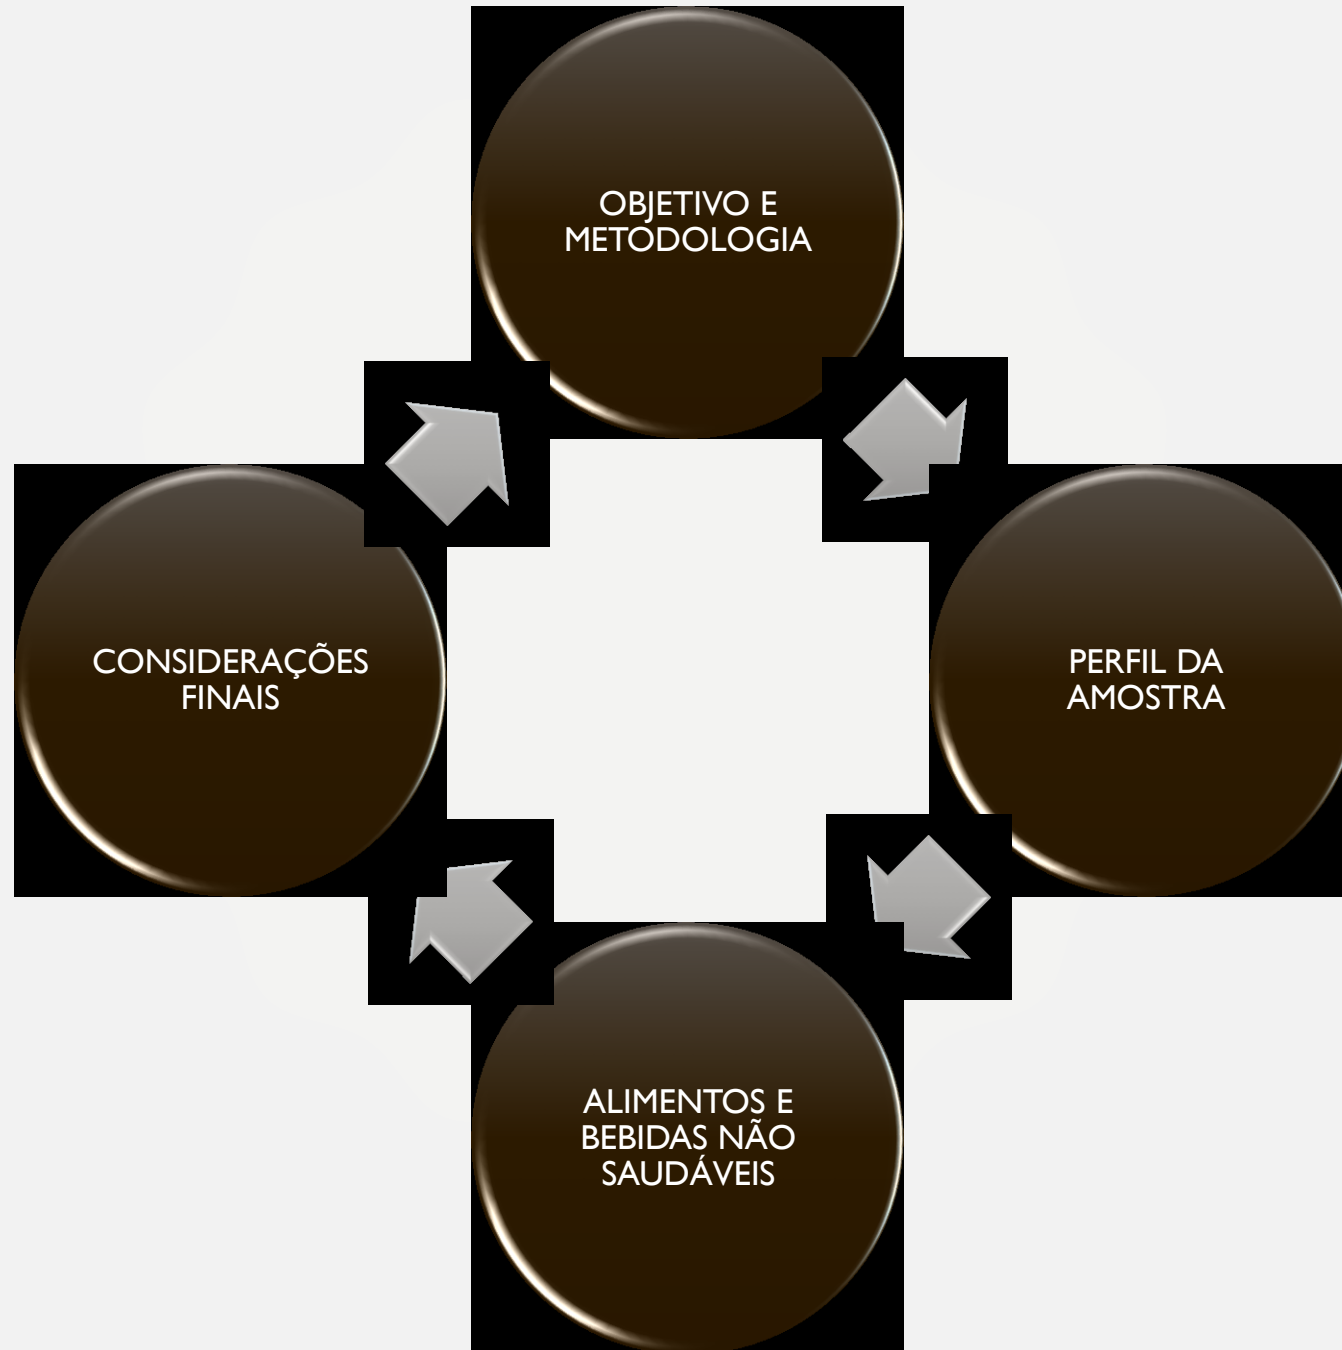 OBJETIVO E
METODOLOGIA
PERFIL DA
AMOSTRA
ALIMENTOS E
BEBIDAS NÃO
SAUDÁVEIS
CONSIDERAÇÕES
FINAIS